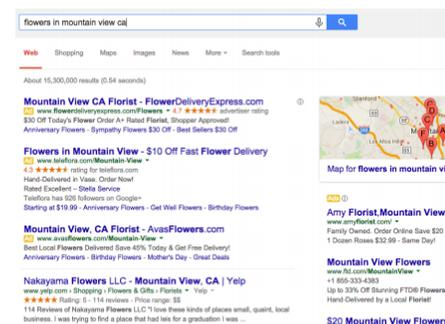 flowers in mountain view ca
Web Shopping Maps Images News More Search tools
About 15,300,000 results (0.54 seconds)
Mountain View CA Florist - FlowerDeliveryExpress.com
Ad www.flowerdeliveryexpress.com/Flowers 4.7 ★★★★★ advertiser rating
$30 Off Today's Flower Order A+ Rated Florist, Shopper Approved!
Anniversary Flowers - Sympathy Flowers $30 Off - Best Sellers $30 Off
Flowers in Mountain View - $10 Off Fast Flower Delivery
Ad www.teleflora.com/Mountain-View
4.3 ★★★★★ rating for teleflora.com
Hand-Delivered in Vase. Order Now!
Rated Excellent – Stella Service
Teleflora has 926 followers on Google+
Starting at $19.99 - Anniversary Flowers - Get Well Flowers - Birthday Flowers
Mountain View, CA Florist - AvasFlowers.com
Ad www.avasflowers.com/MountainView
Best Local Flowers Delivered Save 45% Today & Get Free Delivery!
Anniversary Flowers - Birthday Flowers - Mother's Day - Great Deals
Nakayama Flowers LLC - Mountain View, CA | Yelp
www.yelp.com › Shopping › Flowers & Gifts › Florists Yelp
★★★★★ Rating: 5 - 114 reviews - Price range: $$
114 Reviews of Nakayama Flowers LLC "I love these kinds of places small, quaint, local
business. I was trying to find a place that had leis for a graduation I was ...
Stanford
Ladera
Map for flowers in mountain vi
Ads
Amy Florist,Mountain View
www.amyflorist.com/
Family Owned. Order Online Same D
1 Dozen Roses $32.99 - Same Day!
Mountain View Flowers
www.ftd.com/MountainView
+1 855-333-4383
Up to 33% Off Stunning FTD® Flowers
Hand-Delivered by a Local Florist!
$20 Mountain View Flower